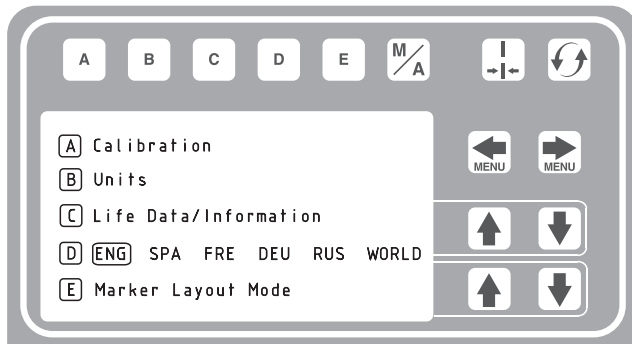 A B C D E M/A
MENU MENU
A Calibration
B Units
C Life Data/Information
D ENG SPA FRE DEU RUS WORLD
E Marker Layout Mode